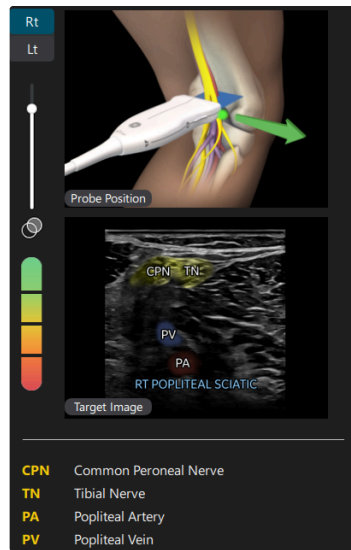 Rt
Lt
Probe Position
CPN TN
PV
PA
RT POPLITEAL SCIATIC
Target Image
CPN Common Peroneal Nerve
TN Tibial Nerve
PA Popliteal Artery
PV Popliteal Vein